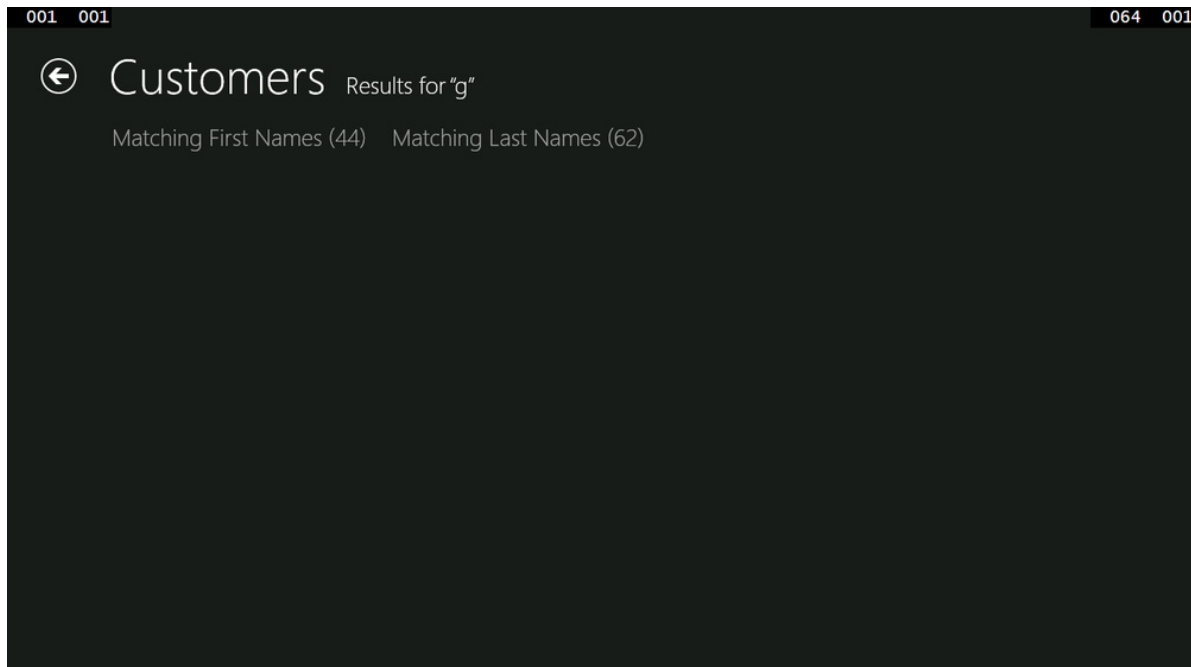 001 001 064 001
Customers Results for “g”
Matching First Names (44) Matching Last Names (62)